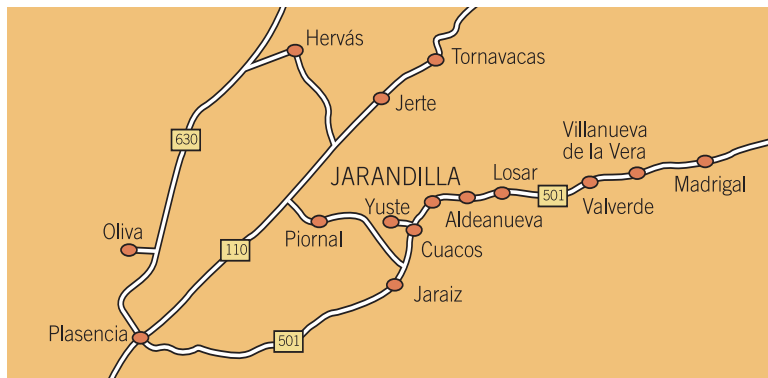 Hervás
Tornavacas
Jerte
630
Villanueva
de la Vera
JARANDILLA
Losar
Madrigal
501
Valverde
Yuste
Aldeanueva
Oliva
Piornal
Cuacos
110
Jaraiz
Plasencia
501